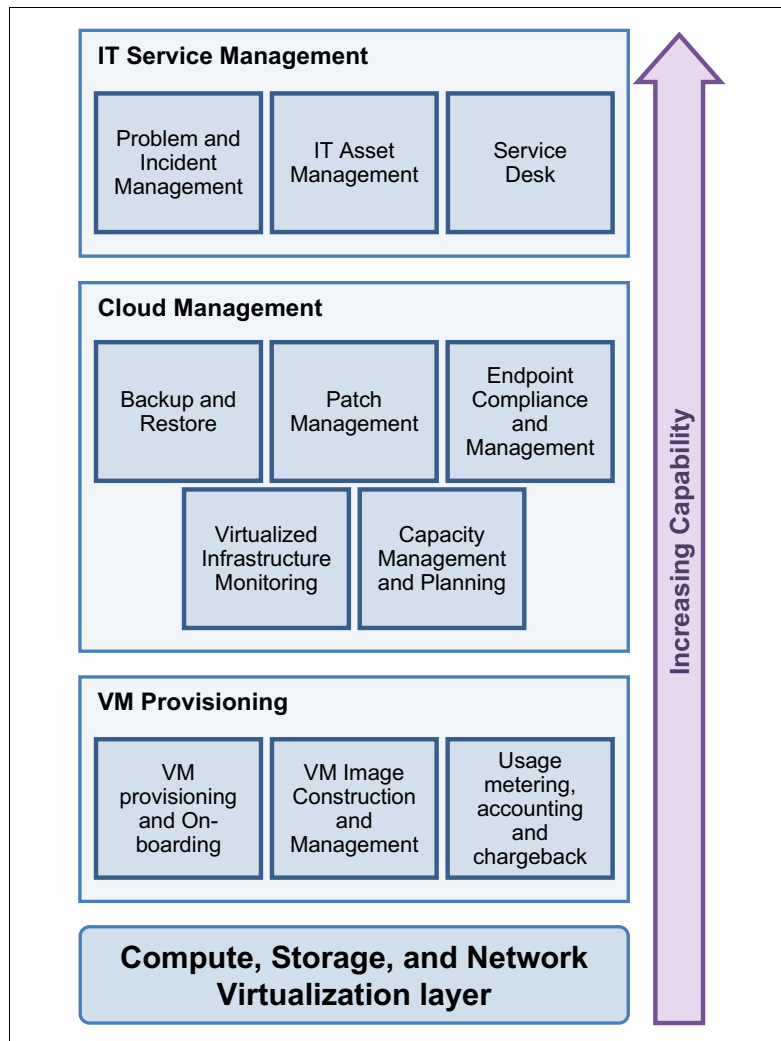 IT Service Management
Problem and
Incident
Management
IT Asset
Management
Service
Desk
Cloud Management
Backup and
Restore
Patch
Management
Endpoint
Compliance
and
Management
Virtualized
Infrastructure
Monitoring
Capacity
Management
and Planning
VM Provisioning
VM
provisioning
and On-
boarding
VM Image
Construction
and
Management
Usage
metering,
accounting
and
chargeback
Compute, Storage, and Network
Virtualization layer
Increasing Capability